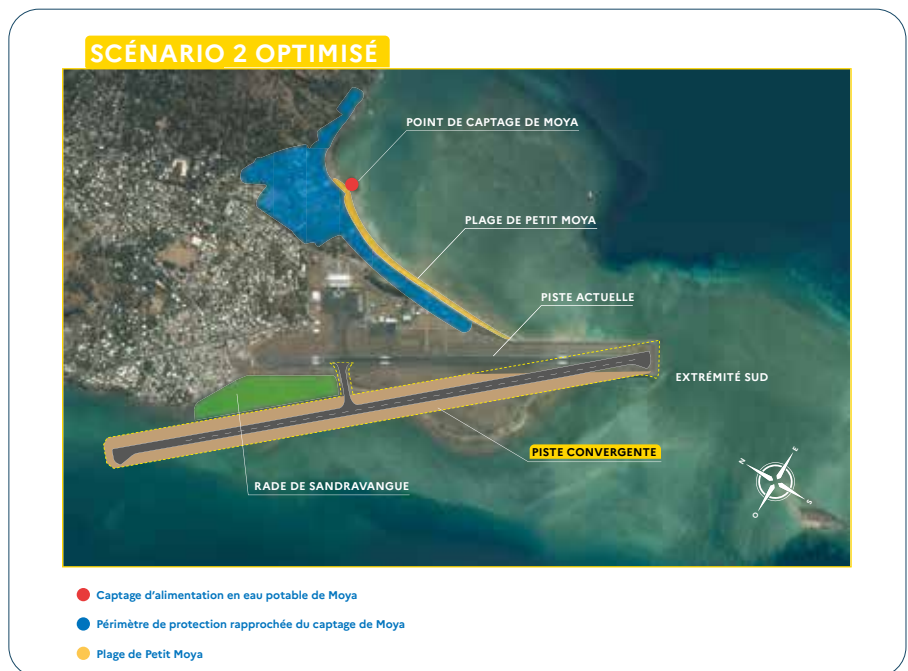 SCÉNARIO 2 OPTIMISÉ
POINT DE CAPTAGE DE MOYA
PLAGE DE PETIT MOYA
PISTE ACTUELLE
EXTRÉMITÉ SUD
PISTE CONVERGENTE
RADE DE SANDRAVANGUE
N
E
O
S
Captage d'alimentation en eau potable de Moya
Périmètre de protection rapprochée du captage de Moya
Plage de Petit Moya